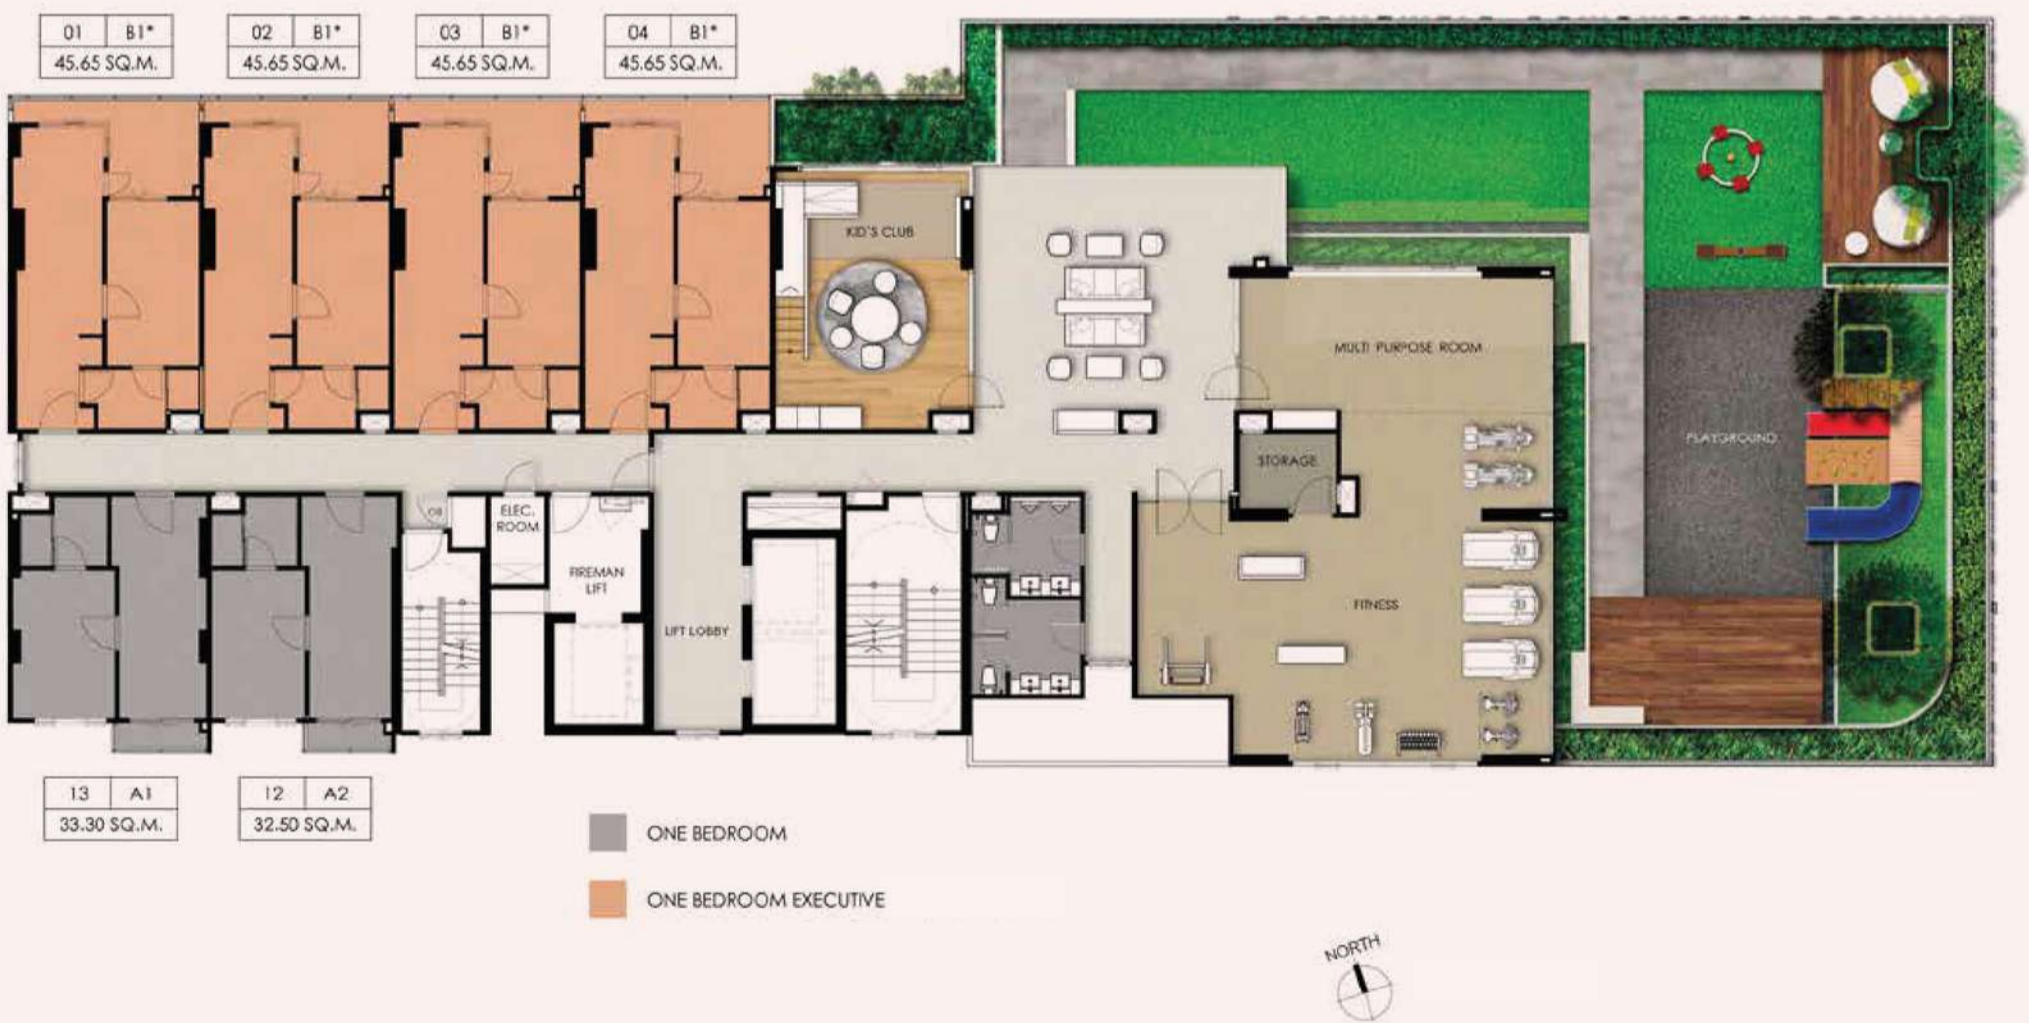 01 B1*
45.65 SQ.M.
02 B1*
45.65 SQ.M.
03 B1*
45.65 SQ.M.
04 B1*
45.65 SQ.M.
KID'S CLUB
MULTI PURPOSE ROOM
STORAGE
PLAYGROUND
ELEC.
ROOM
FIREMAN
LIFT
LIFT LOBBY
FITNESS
13 A1
33.30 SQ.M.
12 A2
32.50 SQ.M.
ONE BEDROOM
ONE BEDROOM EXECUTIVE
NORTH